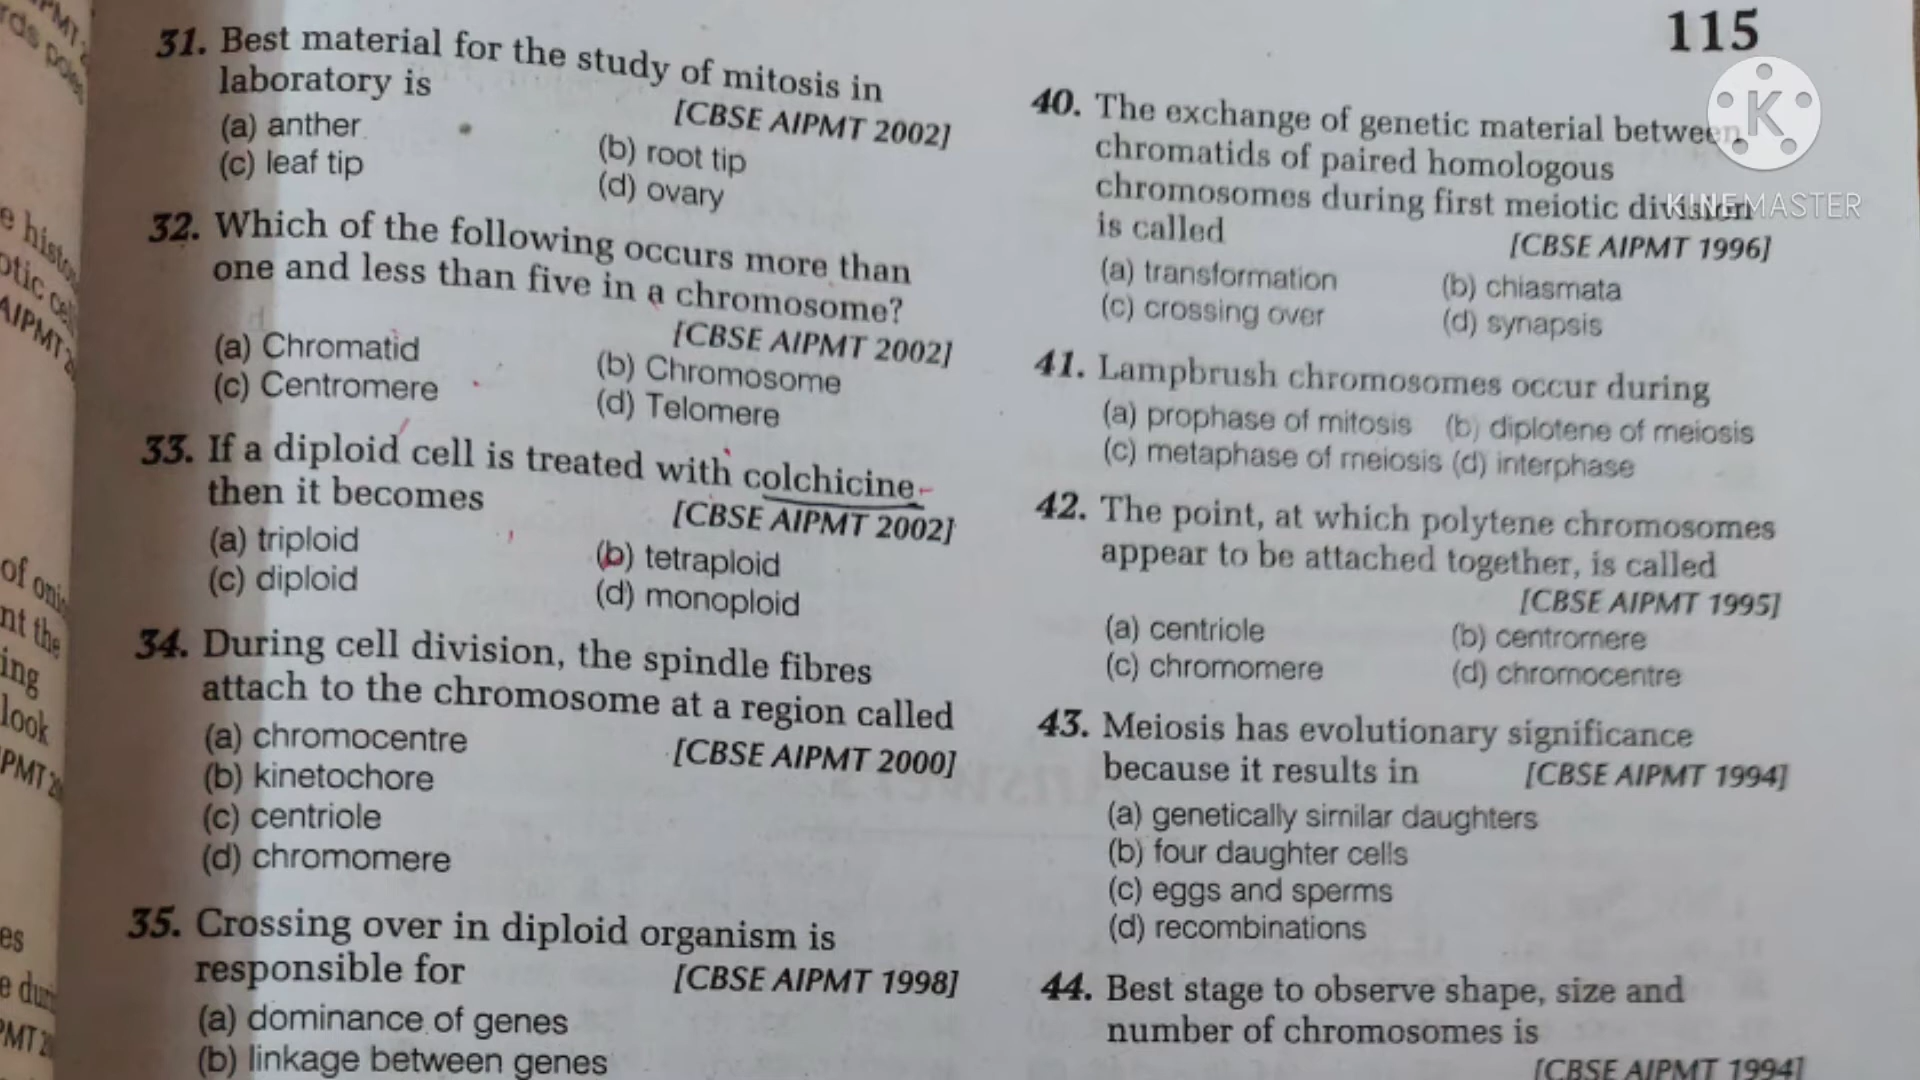 115
31. Best material for the study of mitosis in
laboratory is
[CBSE AIPMT 2002]
(a) anther
(b) root tip
(c) leaf tip
(d) ovary
32. Which of the following occurs more than
one and less than five in a chromosome?
[CBSE AIPMT 2002]
(a) Chromatid
(b) Chromosome
(c) Centromere
(d) Telomere
33. If a diploid cell is treated with colchicine
then it becomes
[CBSE AIPMT 2002]
(a) triploid
(b) tetraploid
(c) diploid
(d) monoploid
34. During cell division, the spindle fibres
attach to the chromosome at a region called
[CBSE AIPMT 2000]
(a) chromocentre
(b) kinetochore
(c) centriole
(d) chromomere
35. Crossing over in diploid organism is
responsible for [CBSE AIPMT 1998]
(a) dominance of genes
(b) linkage between genes
40. The exchange of genetic material between
chromatids of paired homologous
chromosomes during first meiotic division
is called [CBSE AIPMT 1996]
(a) transformation (b) chiasmata
(c) crossing over (d) synapsis
41. Lampbrush chromosomes occur during
(a) prophase of mitosis (b) diplotene of meiosis
(c) metaphase of meiosis (d) interphase
42. The point, at which polytene chromosomes
appear to be attached together, is called
[CBSE AIPMT 1995]
(a) centriole (b) centromere
(c) chromomere (d) chromocentre
43. Meiosis has evolutionary significance
because it results in [CBSE AIPMT 1994]
(a) genetically similar daughters
(b) four daughter cells
(c) eggs and sperms
(d) recombinations
44. Best stage to observe shape, size and
number of chromosomes is
[CBSE AIPMT 1994]
K
KINEMASTER
of
nt the
ing
look